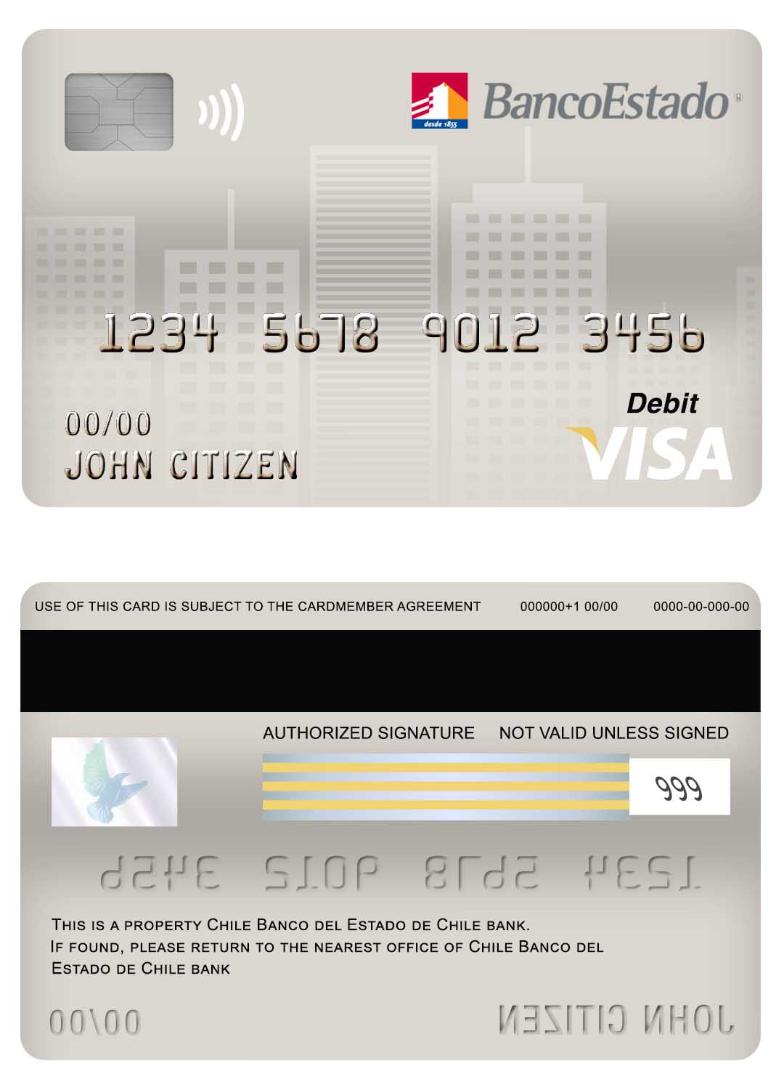 BancoEstado®
desde 1855
1234 5678 9012 3456
Debit
00/00
VISA
JOHN CITIZEN
USE OF THIS CARD IS SUBJECT TO THE CARDMEMBER AGREEMENT 000000+1 00/00 0000-00-000-00
AUTHORIZED SIGNATURE NOT VALID UNLESS SIGNED
999
1234 5678 9012 3456
THIS IS A PROPERTY CHILE BANCO DEL ESTADO DE CHILE BANK.
IF FOUND, PLEASE RETURN TO THE NEAREST OFFICE OF CHILE BANCO DEL
ESTADO DE CHILE BANK
00/00 JOHN CITIZEN